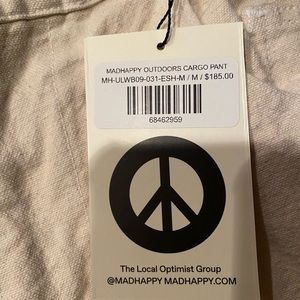 MADHAPPY OUTDOORS CARGO PANT
MH-ULWB09-031-ESH-M / M / $185.00
68462959
The Local Optimist Group
@MADHAPPY MADHAPPY.COM